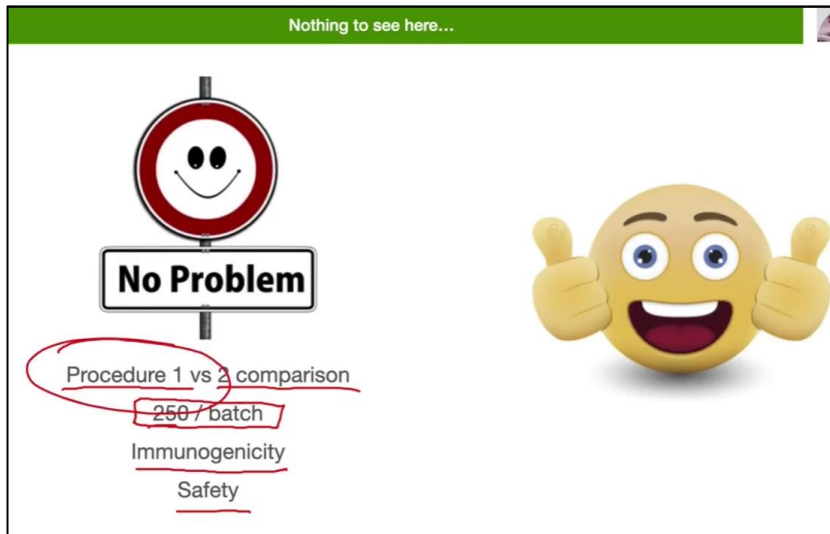 Nothing to see here...
No Problem
Procedure 1 vs 2 comparison
250 / batch
Immunogenicity
Safety